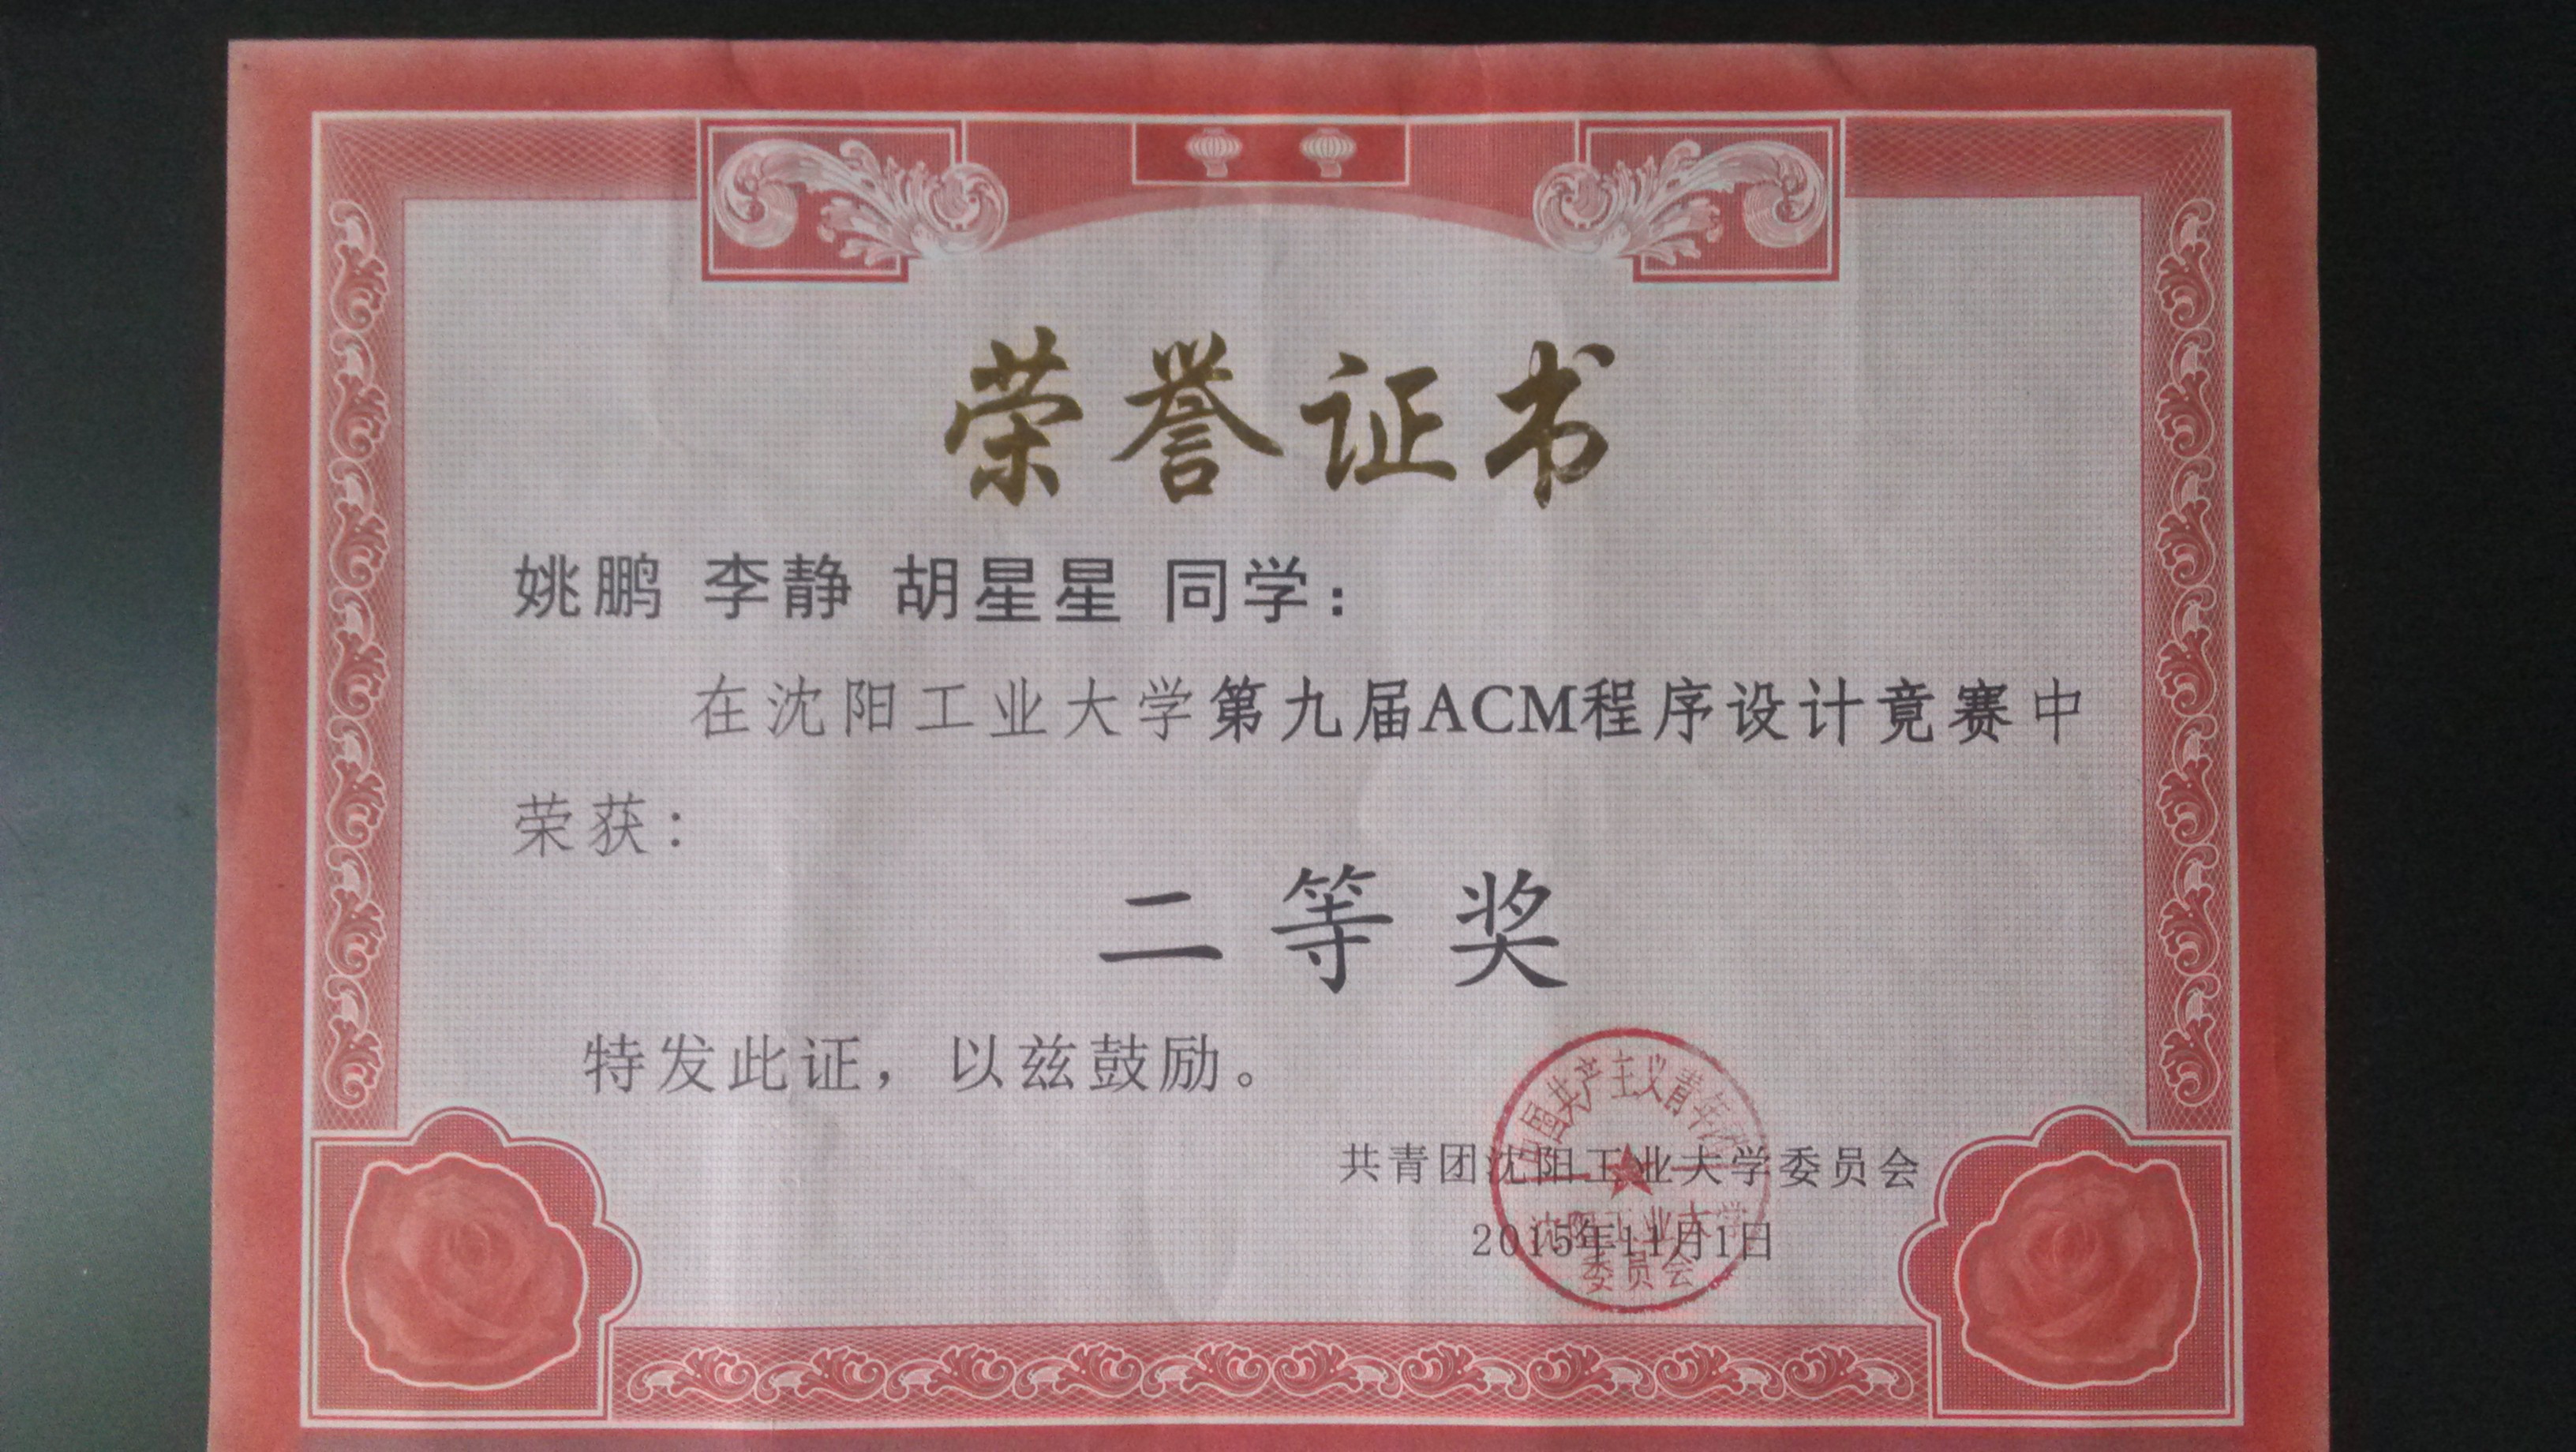 荣誉证书
姚鹏 李静 胡星星 同学：
在沈阳工业大学第九届ACM程序设计竟赛中
荣获：
二等奖
特发此证，以兹鼓励。
共青团沈阳工业大学委员会
2015年11月1日
中国共产主义青年团
沈阳工业大学
委员会